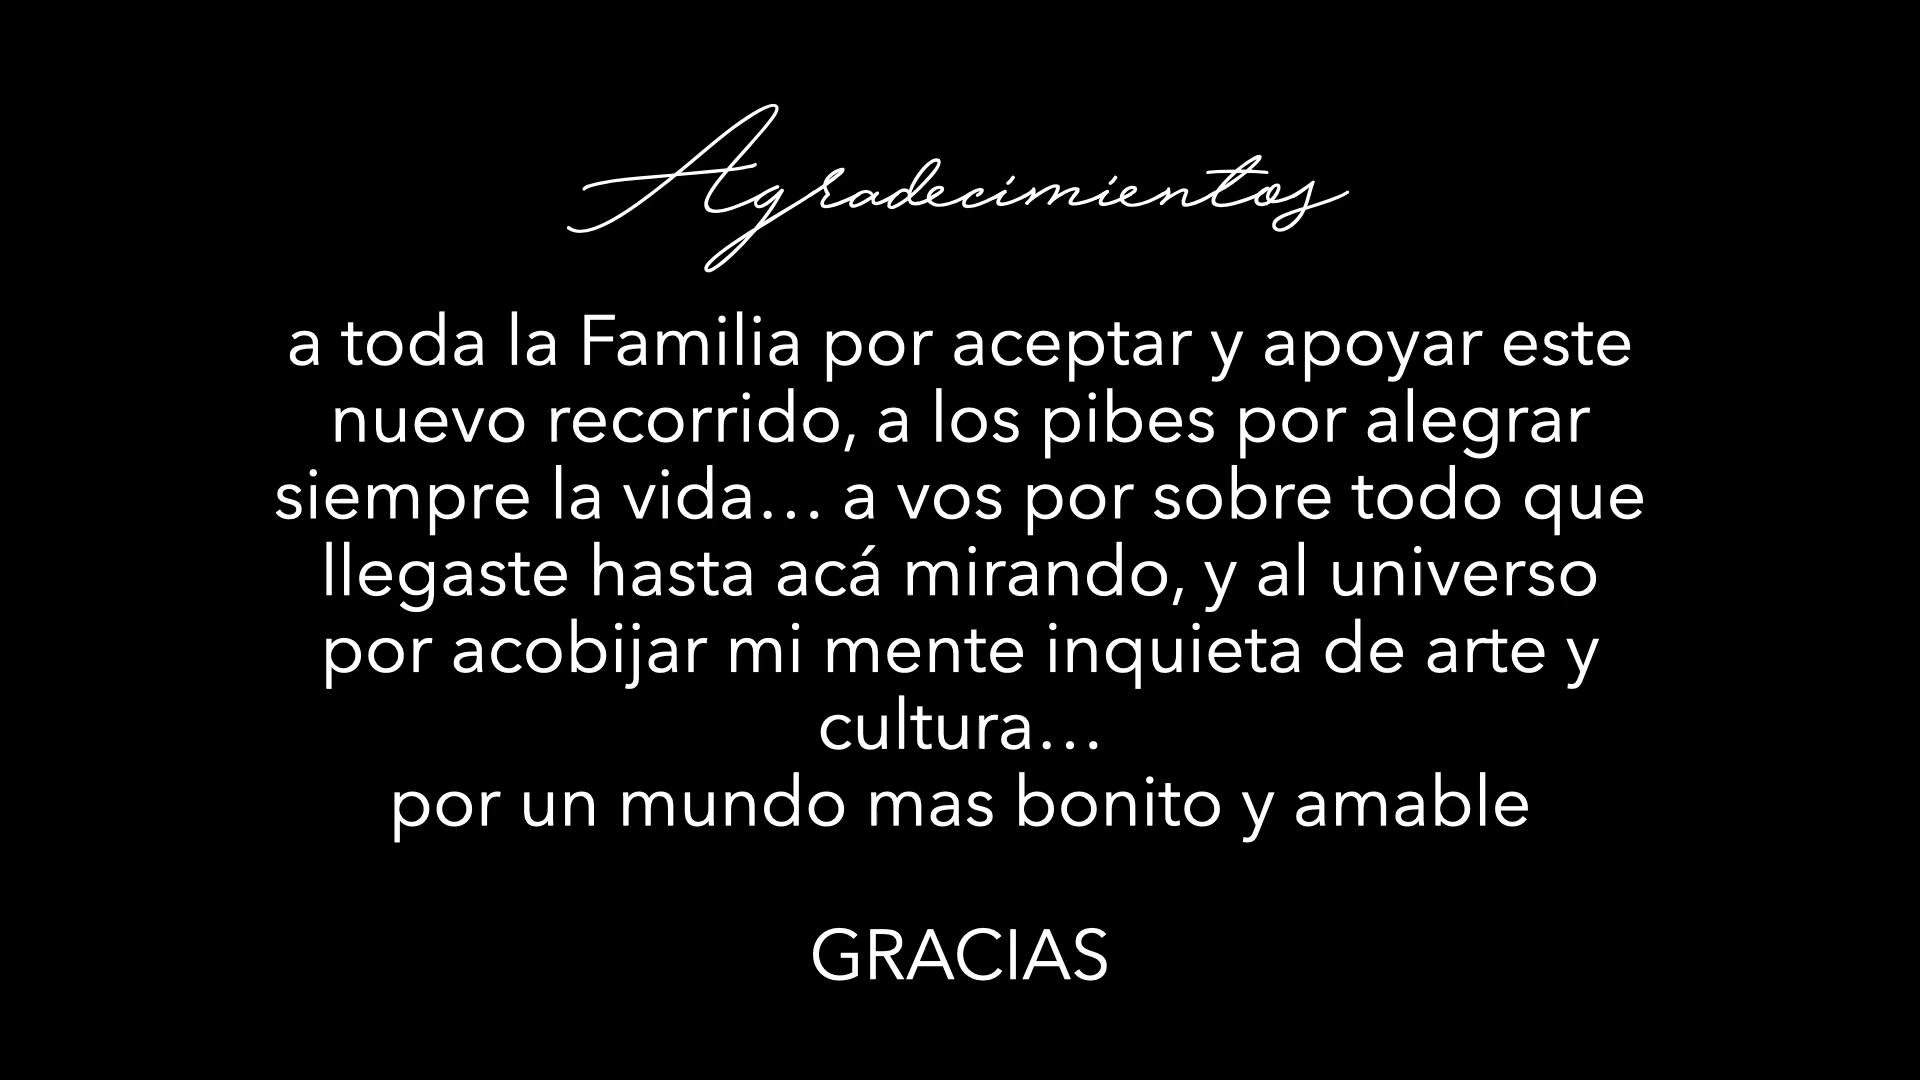 Agradecimientos
a toda la Familia por aceptar y apoyar este
nuevo recorrido, a los pibes por alegrar
siempre la vida... a vos por sobre todo que
llegaste hasta acá mirando, y al universo
por acobijar mi mente inquieta de arte y
cultura...
por un mundo mas bonito y amable
GRACIAS